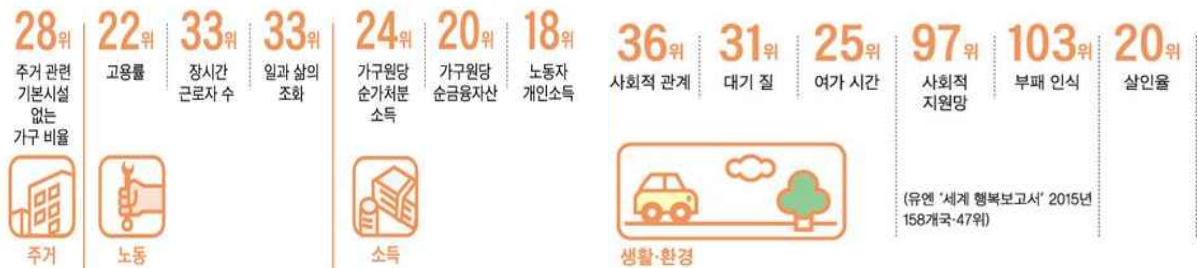 28위
주거 관련
기본시설
없는
가구 비율
주거
22위
고용률
33위
장시간
근로자 수
33위
일과 삶의
조화
노동
24위
가구원당
순가처분
소득
20위
가구원당
순금융자산
18위
노동자
개인소득
소득
36위
사회적 관계
31위
대기 질
25위
여가 시간
97위
사회적
지원망
103위
부패 인식
(유엔 '세계 행복보고서' 2015년
158개국·47위)
20위
살인율
생활·환경